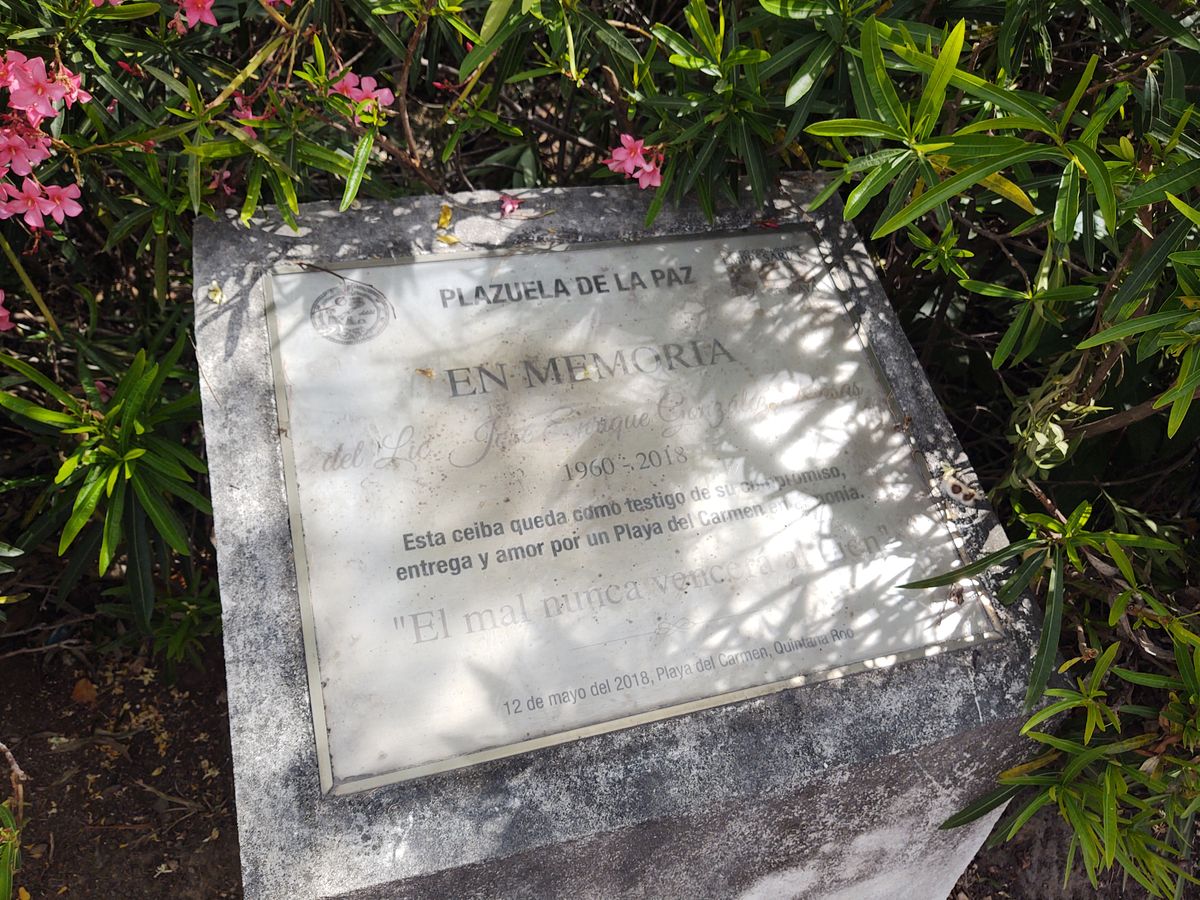 PLAZUELA DE LA PAZ
EN MEMORIA
del Lic. José Enrique González
1960 - 2018
Esta ceiba queda como testigo de su compromiso,
entrega y amor por un Playa del Carmen en armonía.
"El mal nunca vencerá al bien"
12 de mayo del 2018, Playa del Carmen, Quintana Roo